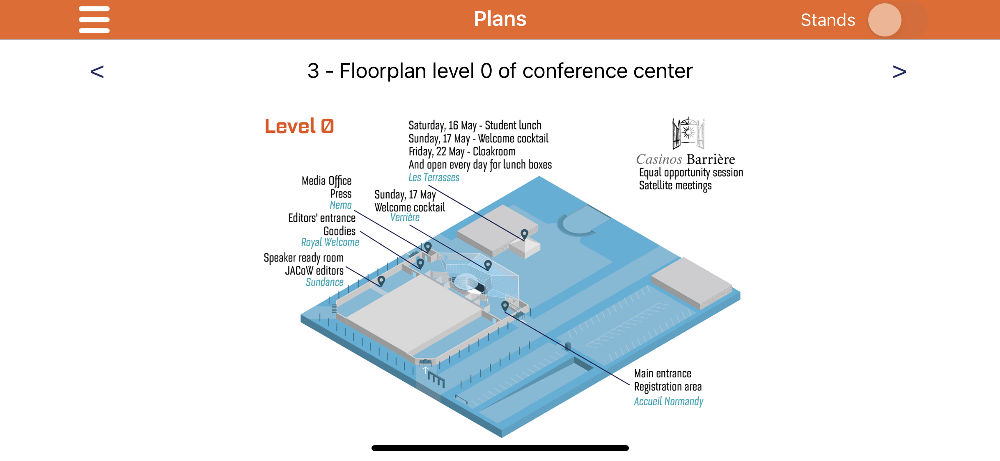 Plans
Stands
<
3 - Floorplan level 0 of conference center
>
Level 0
Saturday, 16 May - Student lunch
Sunday, 17 May - Welcome cocktail
Friday, 22 May - Cloakroom
And open every day for lunch boxes
Les Terrasses
Casinos Barrière
Equal opportunity session
Satellite meetings
Media Office
Press
Nemo
Sunday, 17 May
Welcome cocktail
Verrière
Editors' entrance
Goodies
Royal Welcome
Speaker ready room
JACoW editors
Sundance
Main entrance
Registration area
Accueil Normandy